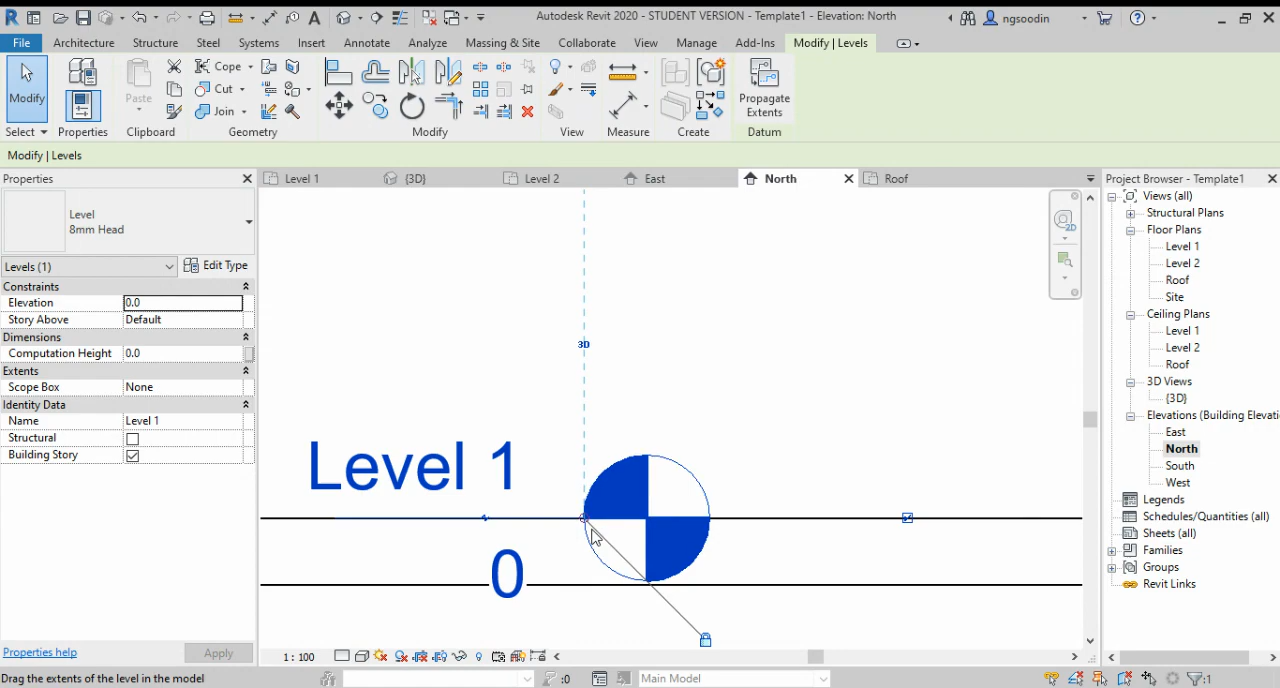 Autodesk Revit 2020 - STUDENT VERSION - Template1 - Elevation: North
ngsoodin
File Architecture Structure Steel Systems Insert Annotate Analyze Massing & Site Collaborate View Manage Add-Ins Modify | Levels
Modify
Paste
Cope
Cut
Join
Propagate Extents
Select Properties Clipboard Geometry Modify View Measure Create Datum
Modify | Levels
Properties
Level 1 {3D} Level 2 East North Roof
Project Browser - Template1
Level
8mm Head
Levels (1) Edit Type
Constraints
Elevation 0.0
Story Above Default
Dimensions
Computation Height 0.0
Extents
Scope Box None
Identity Data
Name Level 1
Structural
Building Story
Properties help Apply
2D
3D
Level 1
0
Views (all)
Structural Plans
Floor Plans
Level 1
Level 2
Roof
Site
Ceiling Plans
Level 1
Level 2
Roof
3D Views
{3D}
Elevations (Building Elevati
East
North
South
West
Legends
Schedules/Quantities (all)
Sheets (all)
Families
Groups
Revit Links
1 : 100
Drag the extents of the level in the model
:0
Main Model
:1